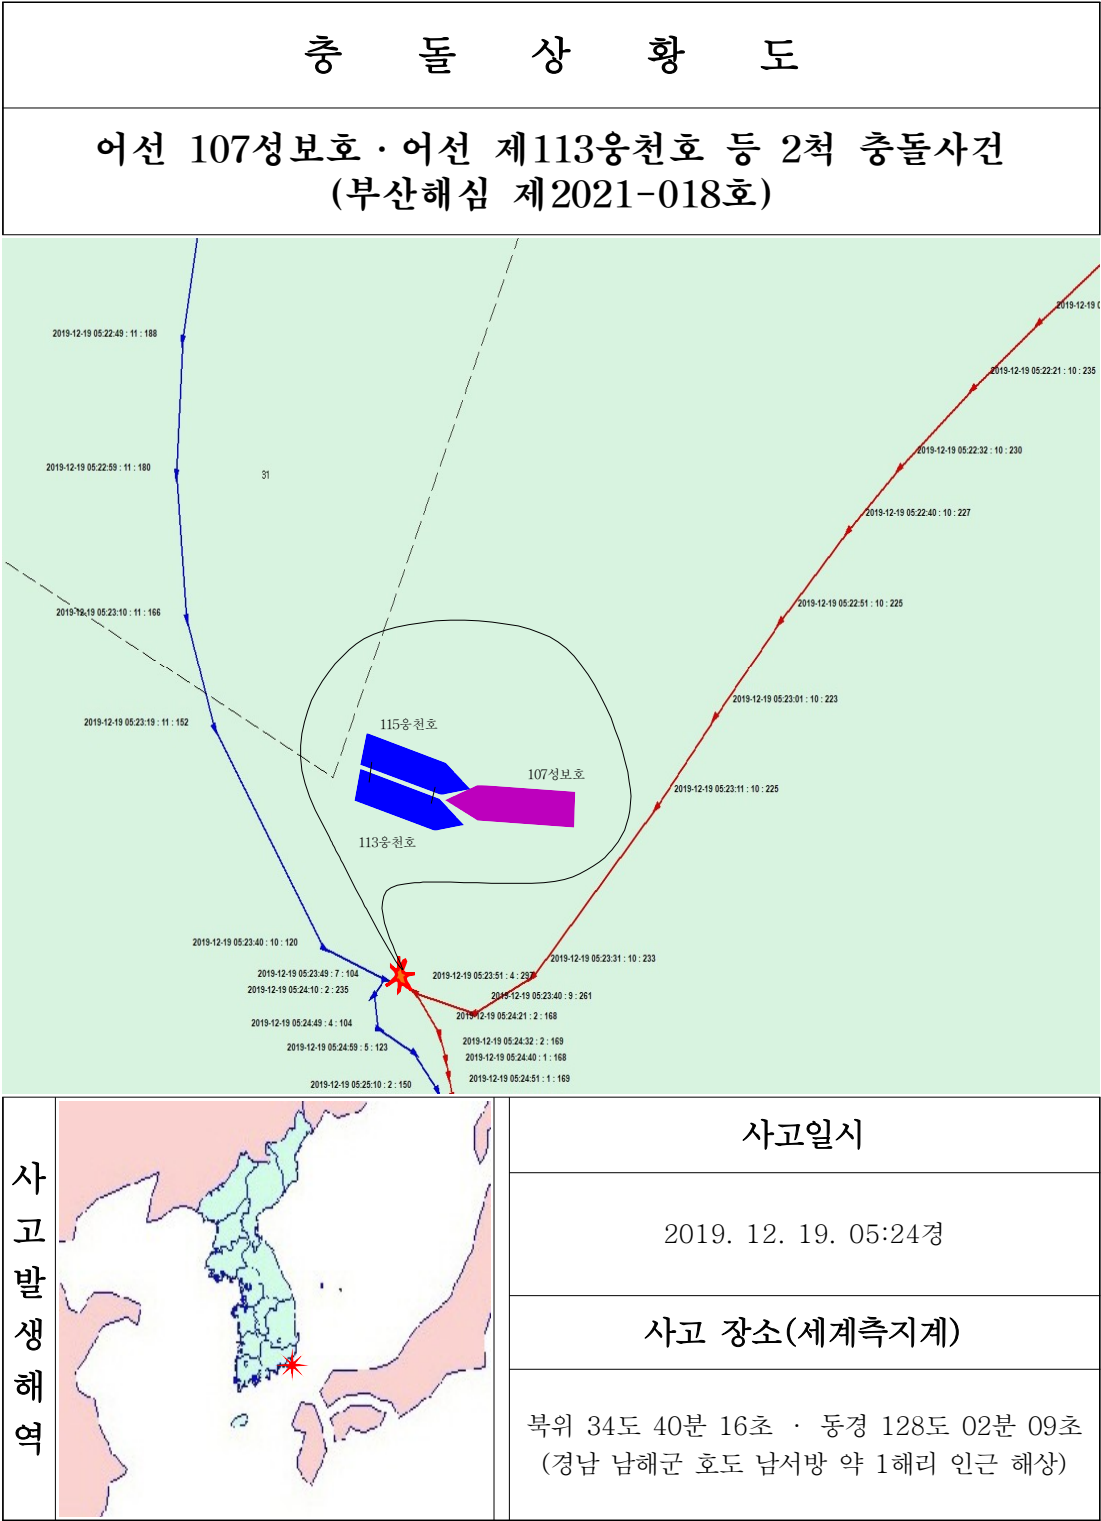 충 돌 상 황 도
어선 107성보호·어선 제113웅천호 등 2척 충돌사건
(부산해심 제2021-018호)
2019-12-19 0
2019-12-19 05:22:49 : 11 : 188
2019-12-19 05:22:21 : 10 : 235
2019-12-19 05:22:59 : 11 : 180
31
2019-12-19 05:22:32 : 10 : 230
2019-12-19 05:22:40 : 10 : 227
2019-12-19 05:23:10 : 11 : 166
2019-12-19 05:22:51 : 10 : 225
2019-12-19 05:23:01 : 10 : 223
2019-12-19 05:23:19 : 11 : 152
115웅천호
107성보호
2019-12-19 05:23:11 : 10 : 225
113웅천호
2019-12-19 05:23:40 : 10 : 120
2019-12-19 05:23:31 : 10 : 233
2019-12-19 05:23:49 : 7 : 104
2019-12-19 05:23:51 : 4 : 297
2019-12-19 05:24:10 : 2 : 235
2019-12-19 05:23:40 : 9 : 261
2019-12-19 05:24:21 : 2 : 168
2019-12-19 05:24:49 : 4 : 104
2019-12-19 05:24:32 : 2 : 169
2019-12-19 05:24:59 : 5 : 123
2019-12-19 05:24:40 : 1 : 168
2019-12-19 05:24:51 : 1 : 169
2019-12-19 05:25:10 : 2 : 150
사고발생해역
사고일시
2019. 12. 19. 05:24경
사고 장소(세계측지계)
북위 34도 40분 16초 · 동경 128도 02분 09초
(경남 남해군 호도 남서방 약 1해리 인근 해상)